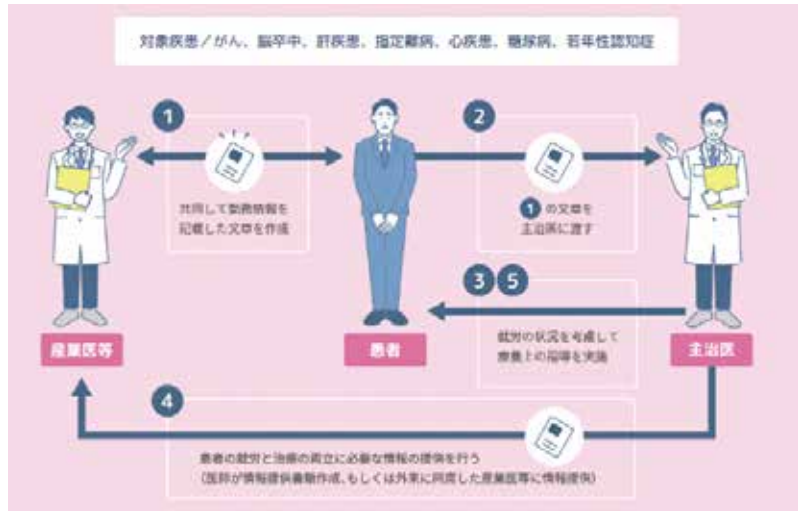 対象疾患/がん、脳卒中、肝疾患、指定難病、心疾患、糖尿病、若年性認知症
1
共同して勤務情報を
記載した文章を作成
2
1 の文章を
主治医に渡す
3 5
就労の状況を考慮して
療養上の指導を実施
産業医等
患者
主治医
4
患者の就労と治療の両立に必要な情報の提供を行う
(医師が情報提供書類作成、もしくは外来に同席した産業医等に情報提供)